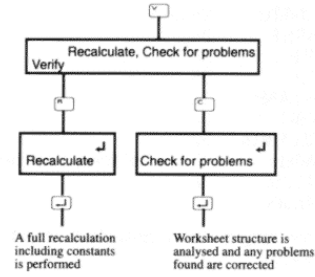 V
Recalculate, Check for problems
Verify
R
C
Recalculate
Check for problems
A full recalculation
including constants
is performed
Worksheet structure is
analysed and any problems
found are corrected